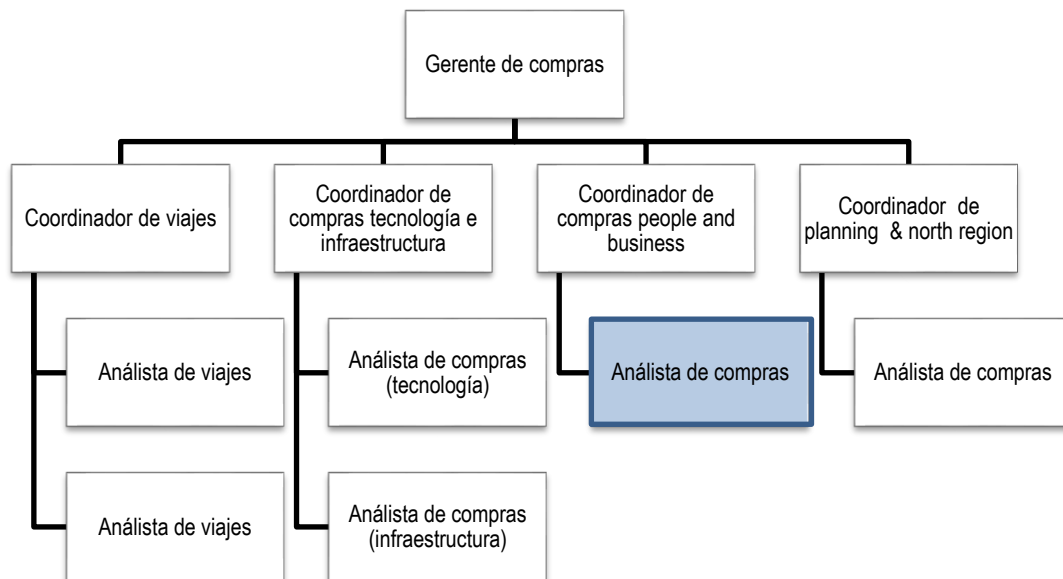 Gerente de compras
Coordinador de viajes
Coordinador de
compras tecnología e
infraestructura
Coordinador de
compras people and
business
Coordinador de
planning & north region
Análista de viajes
Análista de compras
(tecnología)
Análista de compras
Análista de compras
Análista de viajes
Análista de compras
(infraestructura)